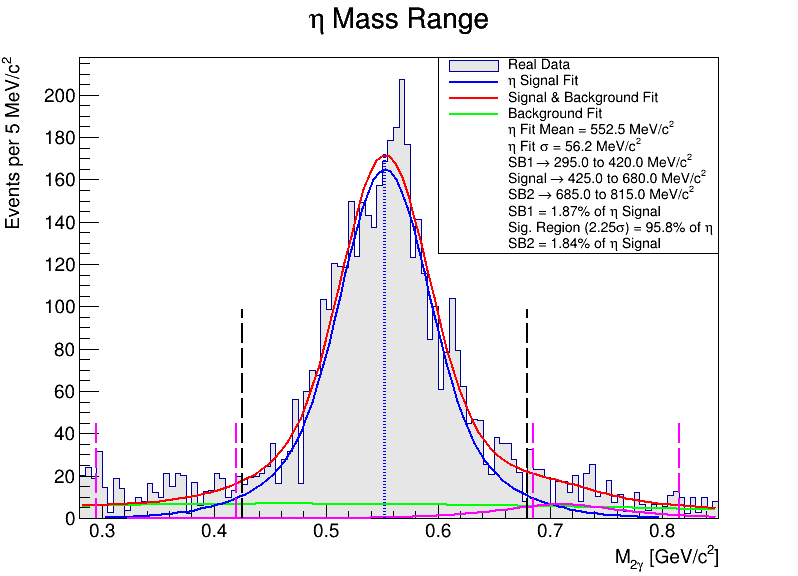 η Mass Range
Events per 5 MeV/c²
200
180
160
140
120
100
80
60
40
20
0
0.3 0.4 0.5 0.6 0.7 0.8
M₂γ [GeV/c²]
Real Data
η Signal Fit
Signal & Background Fit
Background Fit
η Fit Mean = 552.5 MeV/c²
η Fit σ = 56.2 MeV/c²
SB1 → 295.0 to 420.0 MeV/c²
Signal → 425.0 to 680.0 MeV/c²
SB2 → 685.0 to 815.0 MeV/c²
SB1 = 1.87% of η Signal
Sig. Region (2.25σ) = 95.8% of η
SB2 = 1.84% of η Signal